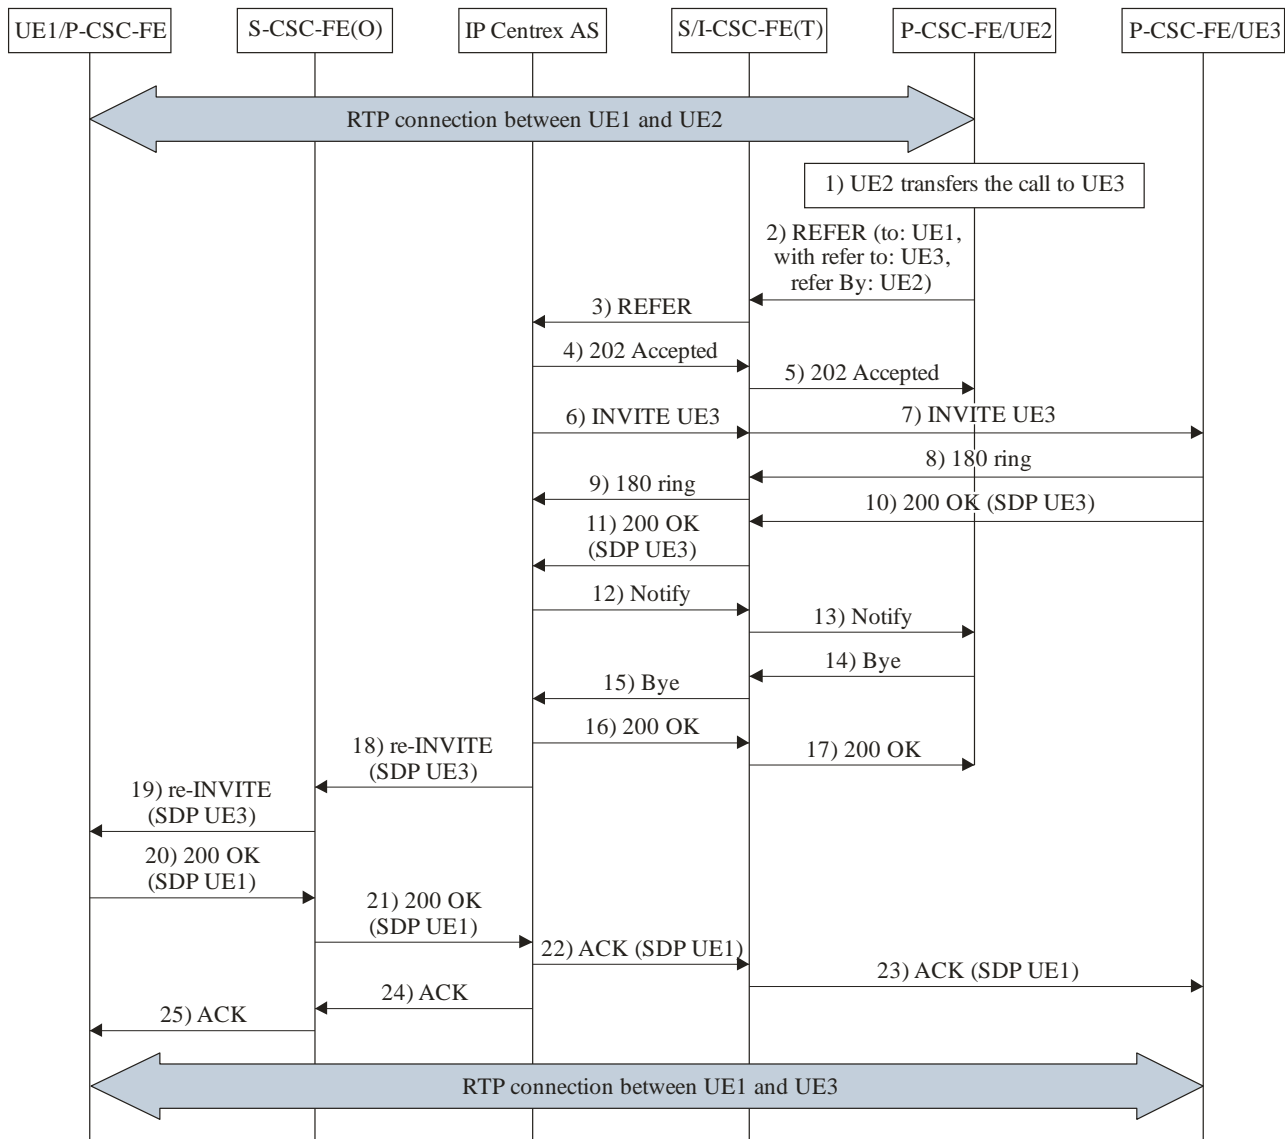 UE1/P-CSC-FE
S-CSC-FE(O)
IP Centrex AS
S/I-CSC-FE(T)
P-CSC-FE/UE2
P-CSC-FE/UE3
RTP connection between UE1 and UE2
1) UE2 transfers the call to UE3
2) REFER (to: UE1,
with refer to: UE3,
refer By: UE2)
3) REFER
4) 202 Accepted
5) 202 Accepted
6) INVITE UE3
7) INVITE UE3
8) 180 ring
9) 180 ring
10) 200 OK (SDP UE3)
11) 200 OK
(SDP UE3)
12) Notify
13) Notify
14) Bye
15) Bye
16) 200 OK
17) 200 OK
18) re-INVITE
(SDP UE3)
19) re-INVITE
(SDP UE3)
20) 200 OK
(SDP UE1)
21) 200 OK
(SDP UE1)
22) ACK (SDP UE1)
23) ACK (SDP UE1)
24) ACK
25) ACK
RTP connection between UE1 and UE3